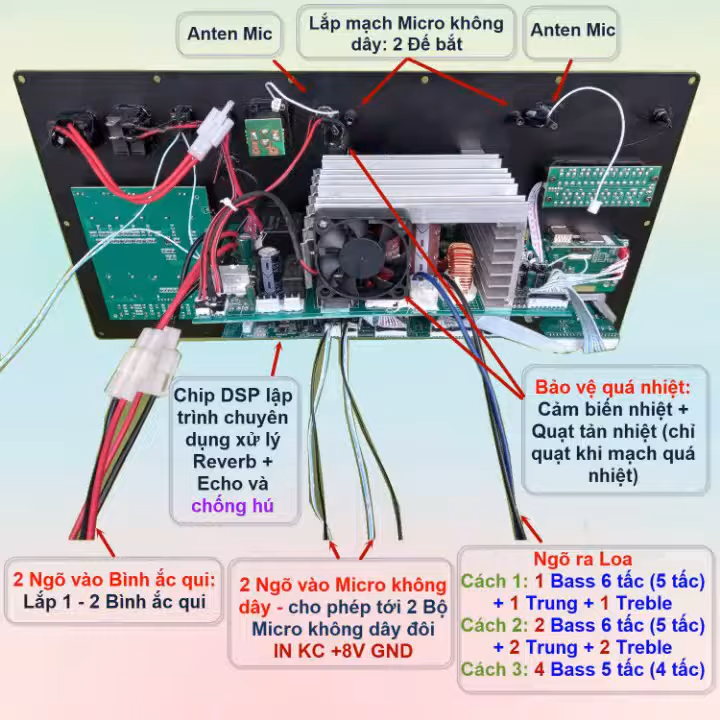 Anten Mic
Lắp mạch Micro không
dây: 2 Đế bắt
Anten Mic
Chip DSP lập
trình chuyên
dụng xử lý
Reverb +
Echo và
chống hú
Bảo vệ quá nhiệt:
Cảm biến nhiệt +
Quạt tản nhiệt (chỉ
quạt khi mạch quá
nhiệt)
2 Ngõ vào Bình ắc qui:
Lắp 1 - 2 Bình ắc qui
2 Ngõ vào Micro không
dây - cho phép tới 2 Bộ
Micro không dây đôi
IN KC +8V GND
Ngõ ra Loa
Cách 1: 1 Bass 6 tấc (5 tấc)
+ 1 Trung + 1 Treble
Cách 2: 2 Bass 6 tấc (5 tấc)
+ 2 Trung + 2 Treble
Cách 3: 4 Bass 5 tấc (4 tấc)